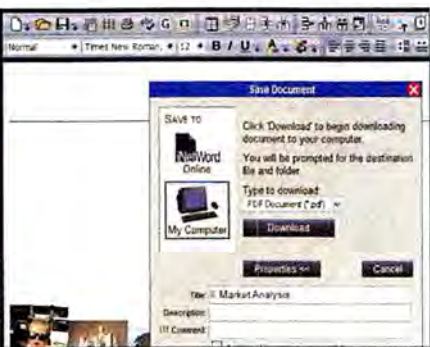 Normal Times New Roman, 12 B I U A
Save Document
SAVE TO
iNetWord
Online
My Computer
Click 'Download' to begin downloading
document to your computer.
You will be prompted for the destination
file and folder
Type to download:
PDF Document (*.pdf)
Download
Properties <<
Cancel
Title: Market Analysis
Description:
Comment: